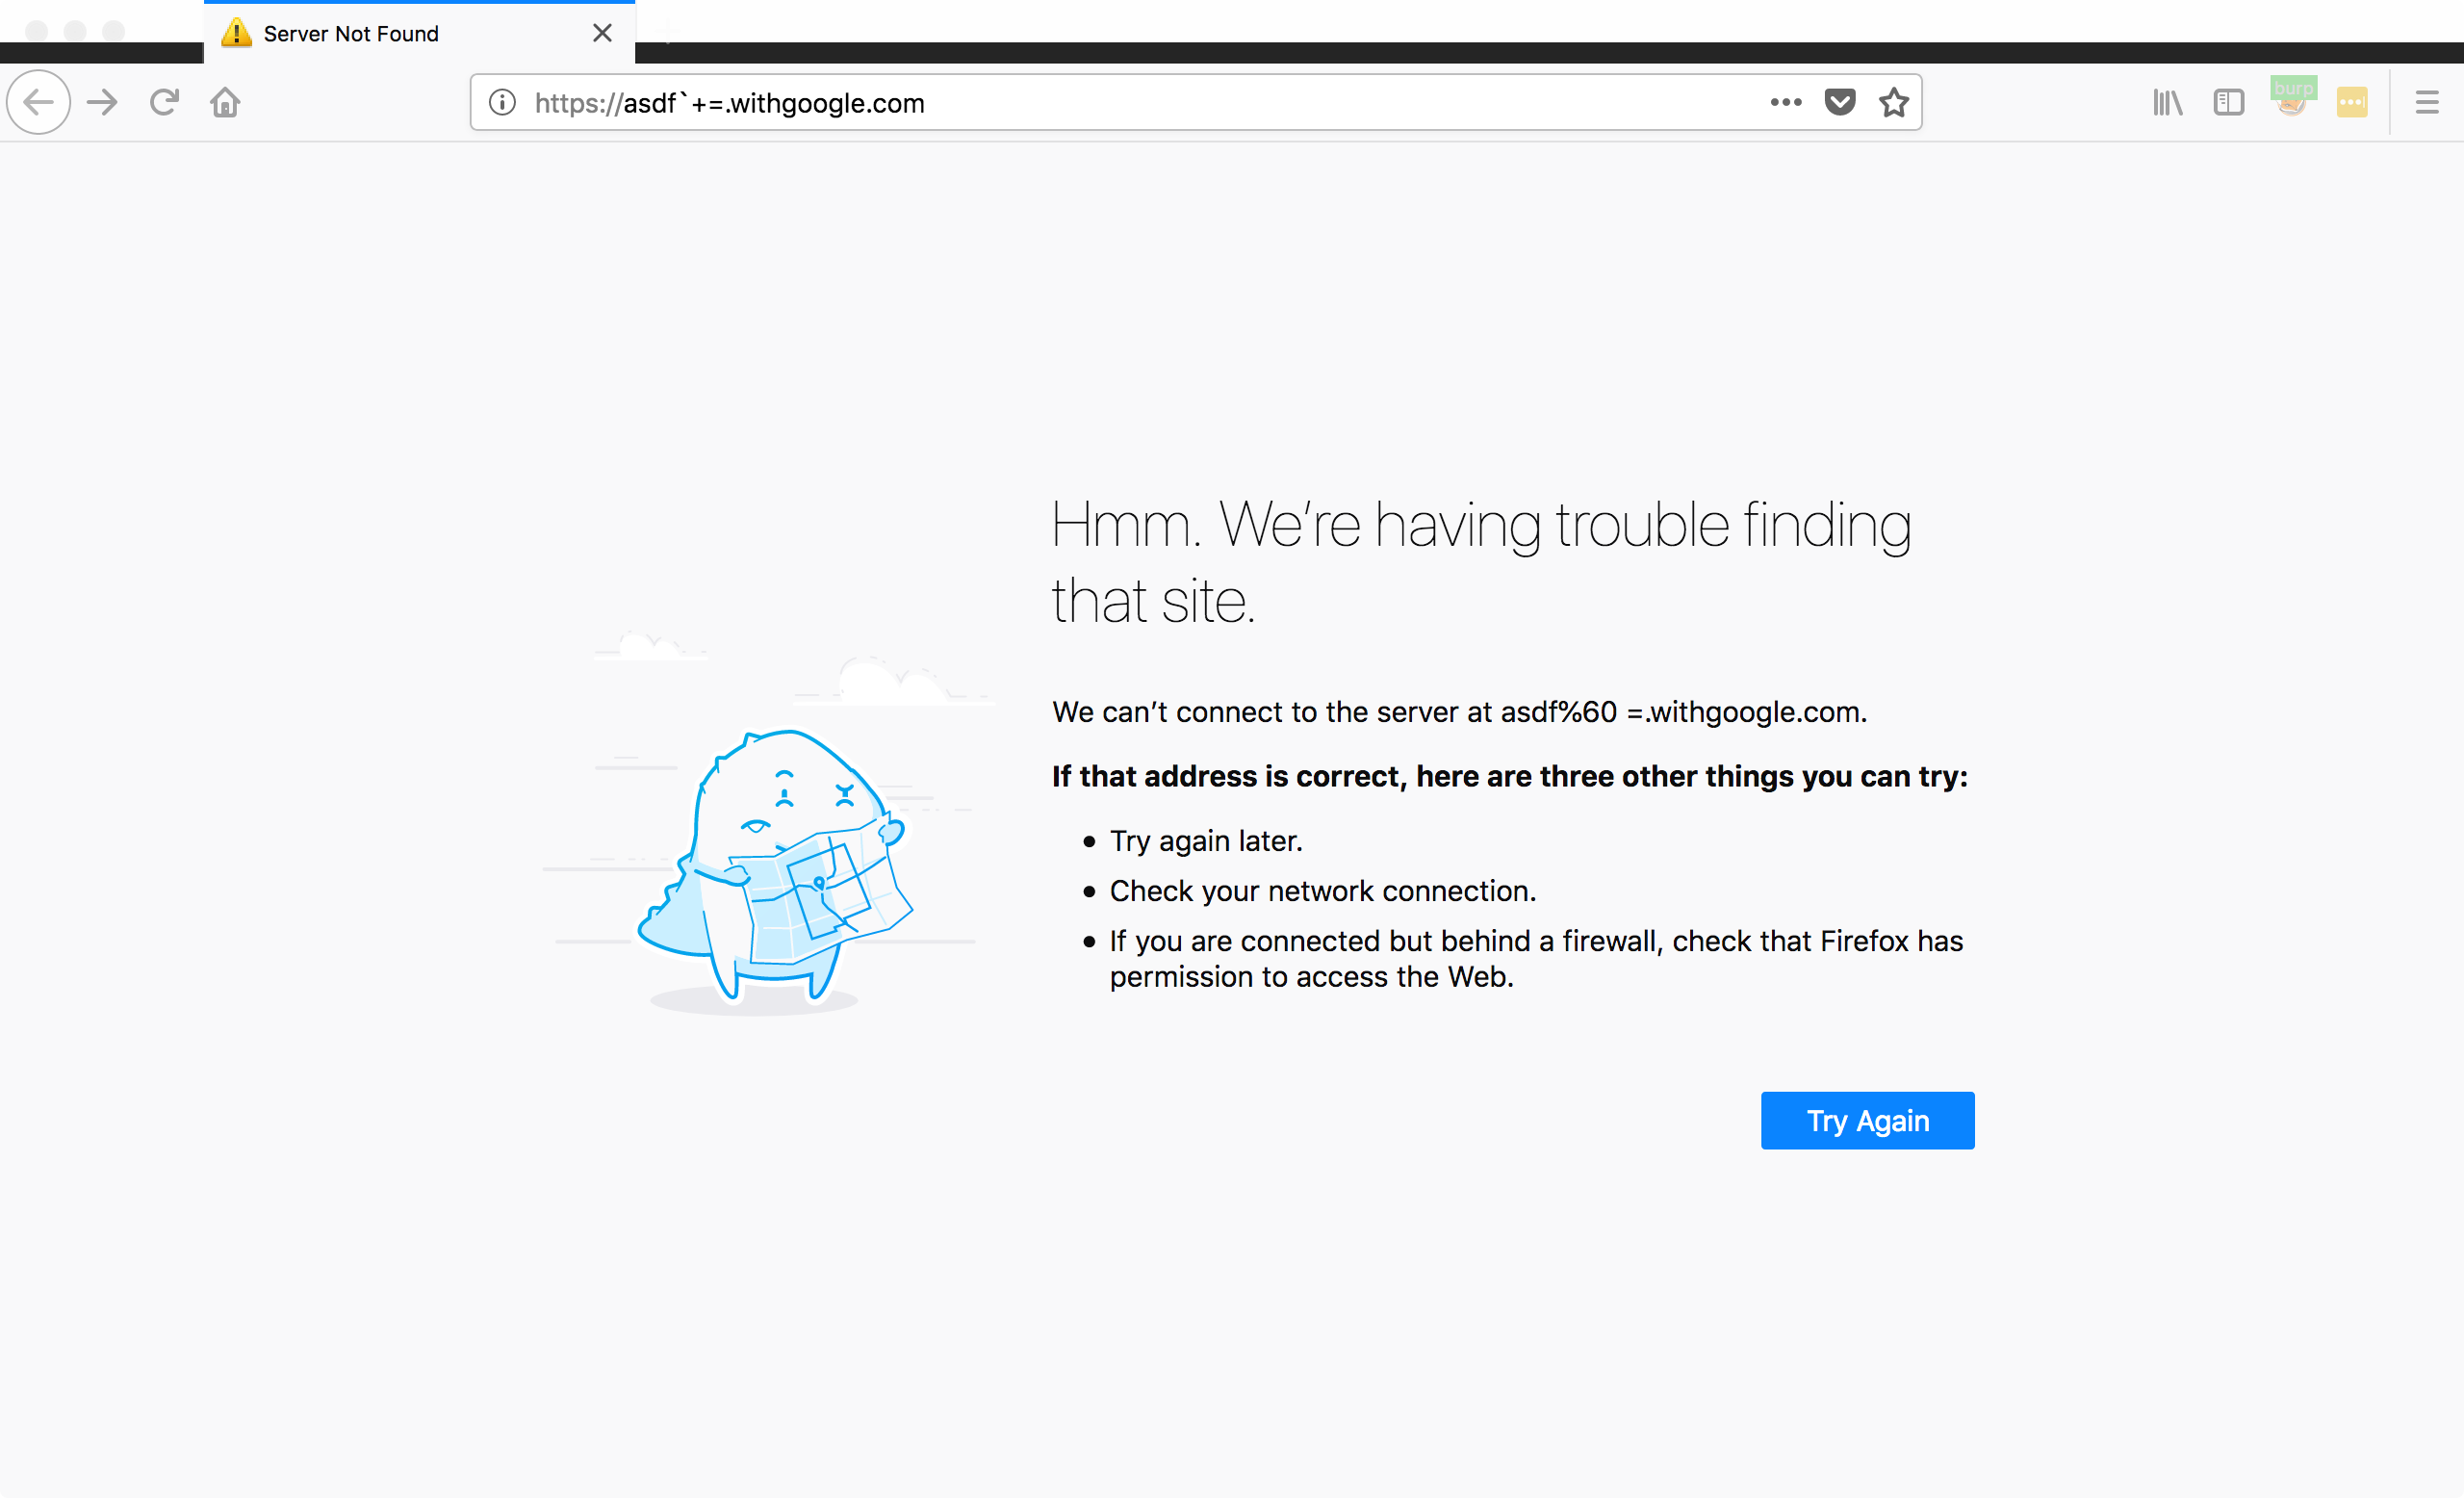 Server Not Found
https://asdf`+=.withgoogle.com
burp
Hmm. We’re having trouble finding
that site.
We can’t connect to the server at asdf%60 =.withgoogle.com.
If that address is correct, here are three other things you can try:
Try again later.
Check your network connection.
If you are connected but behind a firewall, check that Firefox has
permission to access the Web.
Try Again